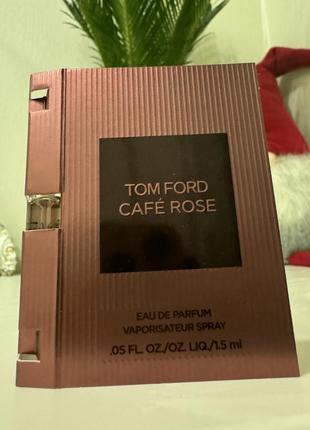 TOM FORD
CAFÉ ROSE
EAU DE PARFUM
VAPORISATEUR SPRAY
.05 FL. OZ./OZ. LIQ./1.5 ml